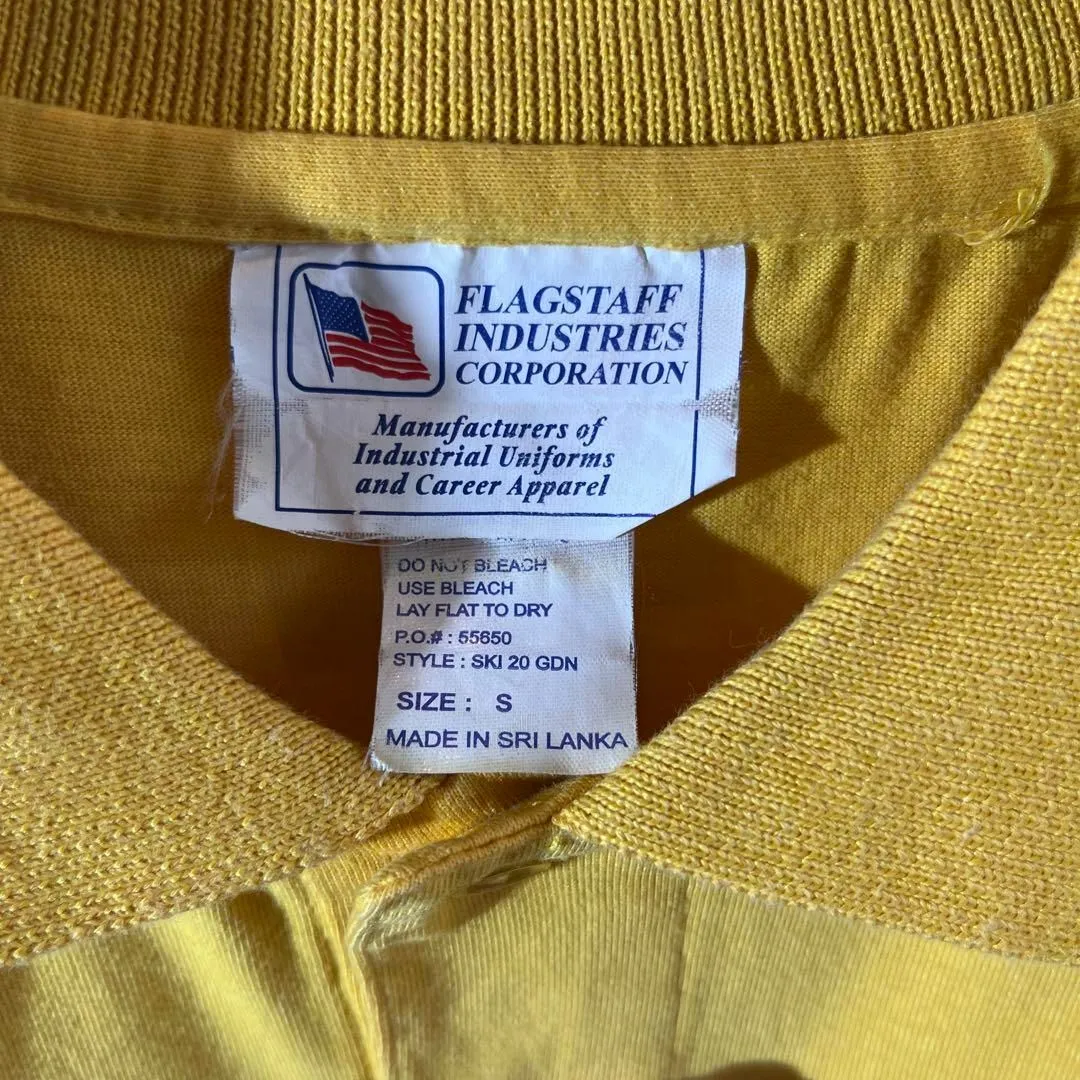 FLAGSTAFF
INDUSTRIES
CORPORATION
Manufacturers of
Industrial Uniforms
and Career Apparel
DO NOT BLEACH
USE BLEACH
LAY FLAT TO DRY
P.O.# : 55650
STYLE : SKI 20 GDN
SIZE : S
MADE IN SRI LANKA